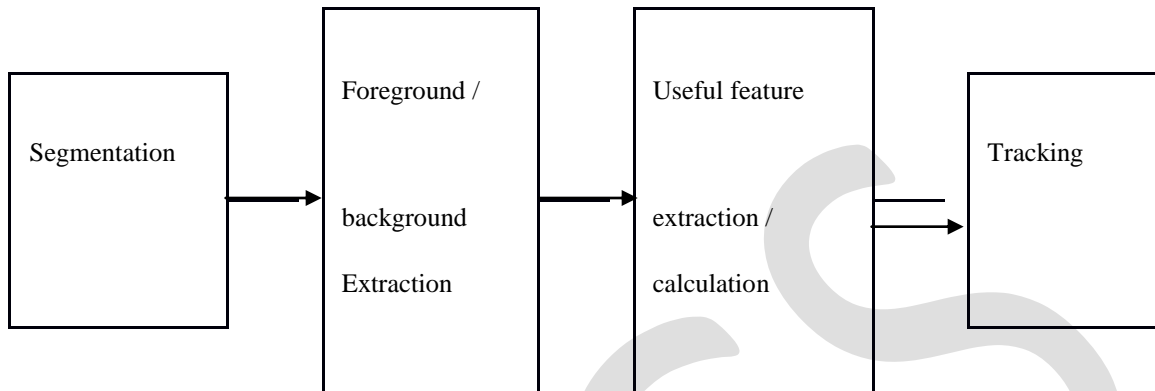 Segmentation
Foreground /
background
Extraction
Useful feature
extraction /
calculation
Tracking